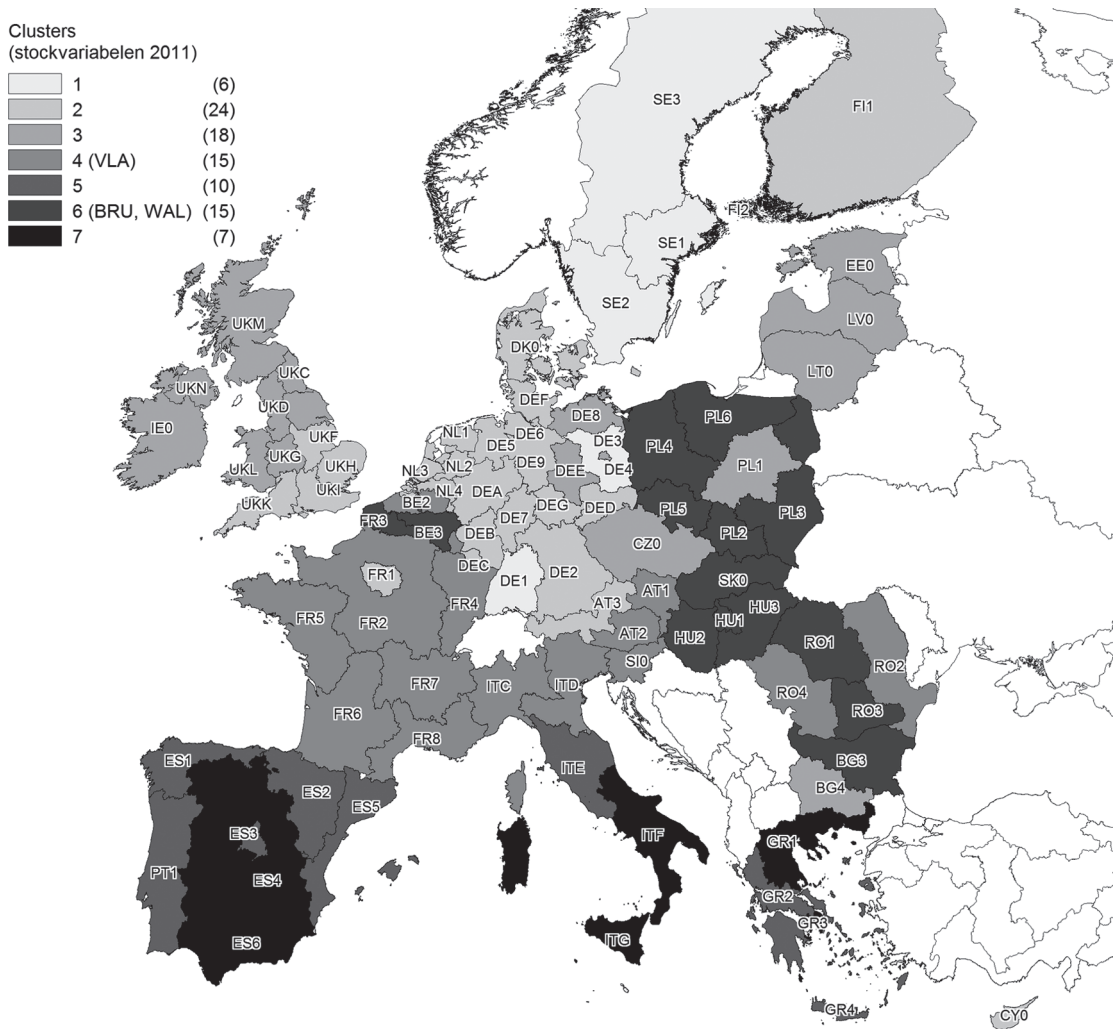 Clusters
(stockvariabelen 2011)
1 (6)
2 (24)
3 (18)
4 (VLA) (15)
5 (10)
6 (BRU, WAL) (15)
7 (7)
SE3
FI1
FI2
SE1
SE2
EE0
LV0
LT0
UKM
UKC
UKN
UKD
IE0
UKF
UKG
UKH
UKL
UKI
UKK
DK0
DEF
DE8
DE6
NL1
DE5
DE3
NL3
NL2
DE9
DEE
DE4
NL4
DEA
BE2
DEG
DED
FR3
BE3
DEB
DE7
DEC
CZ0
PL6
PL4
PL1
PL5
PL3
PL2
FR1
DE1
DE2
AT3
AT1
SK0
FR4
FR5
FR2
AT2
HU3
HU1
HU2
RO1
SI0
RO2
RO4
RO3
FR7
ITC
ITD
FR6
FR8
BG3
BG4
ES1
ES2
ES5
ITE
ES3
ITF
GR1
PT1
ES4
GR2
GR3
ES6
ITG
GR4
CY0